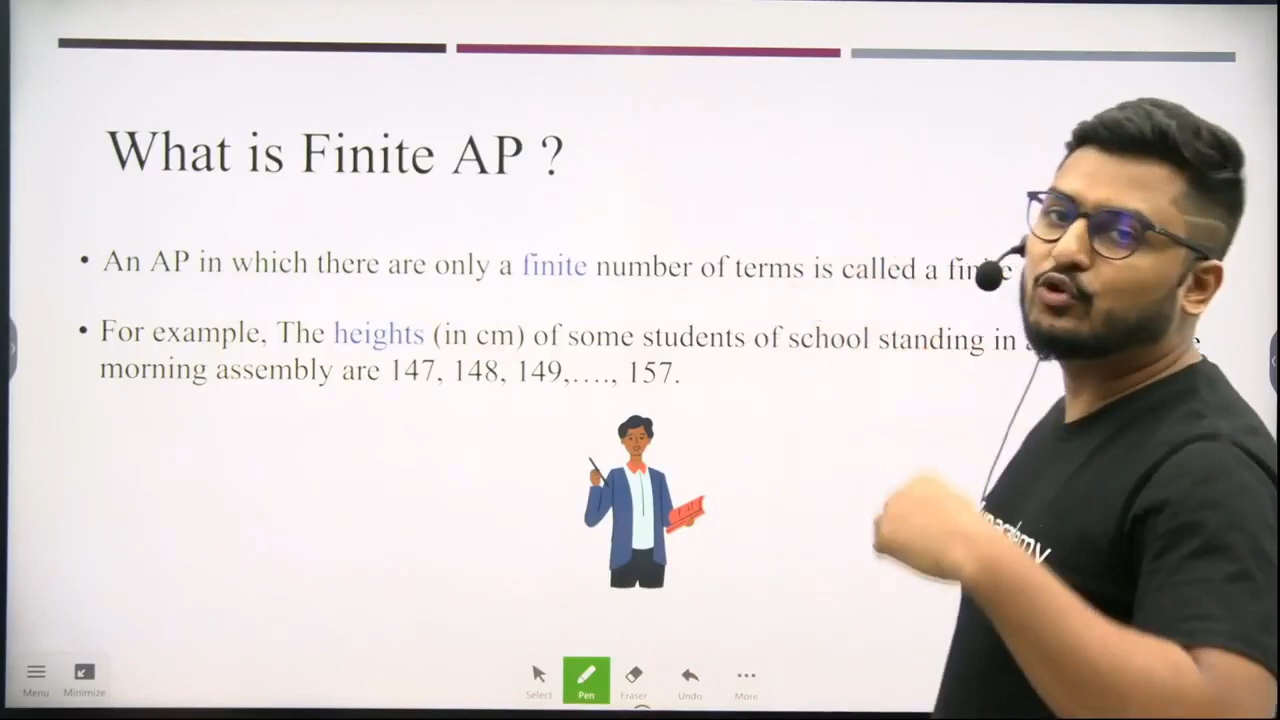 What is Finite AP ?
• An AP in which there are only a finite number of terms is called a finite
• For example, The heights (in cm) of some students of school standing in
morning assembly are 147, 148, 149,…., 157.
unacademy
Menu
Minimize
Select
Pen
Eraser
Undo
More